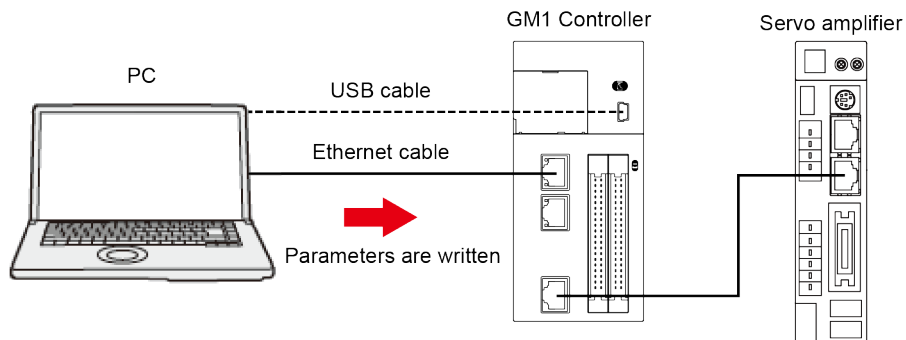 GM1 Controller
Servo amplifier
PC
USB cable
Ethernet cable
Parameters are written